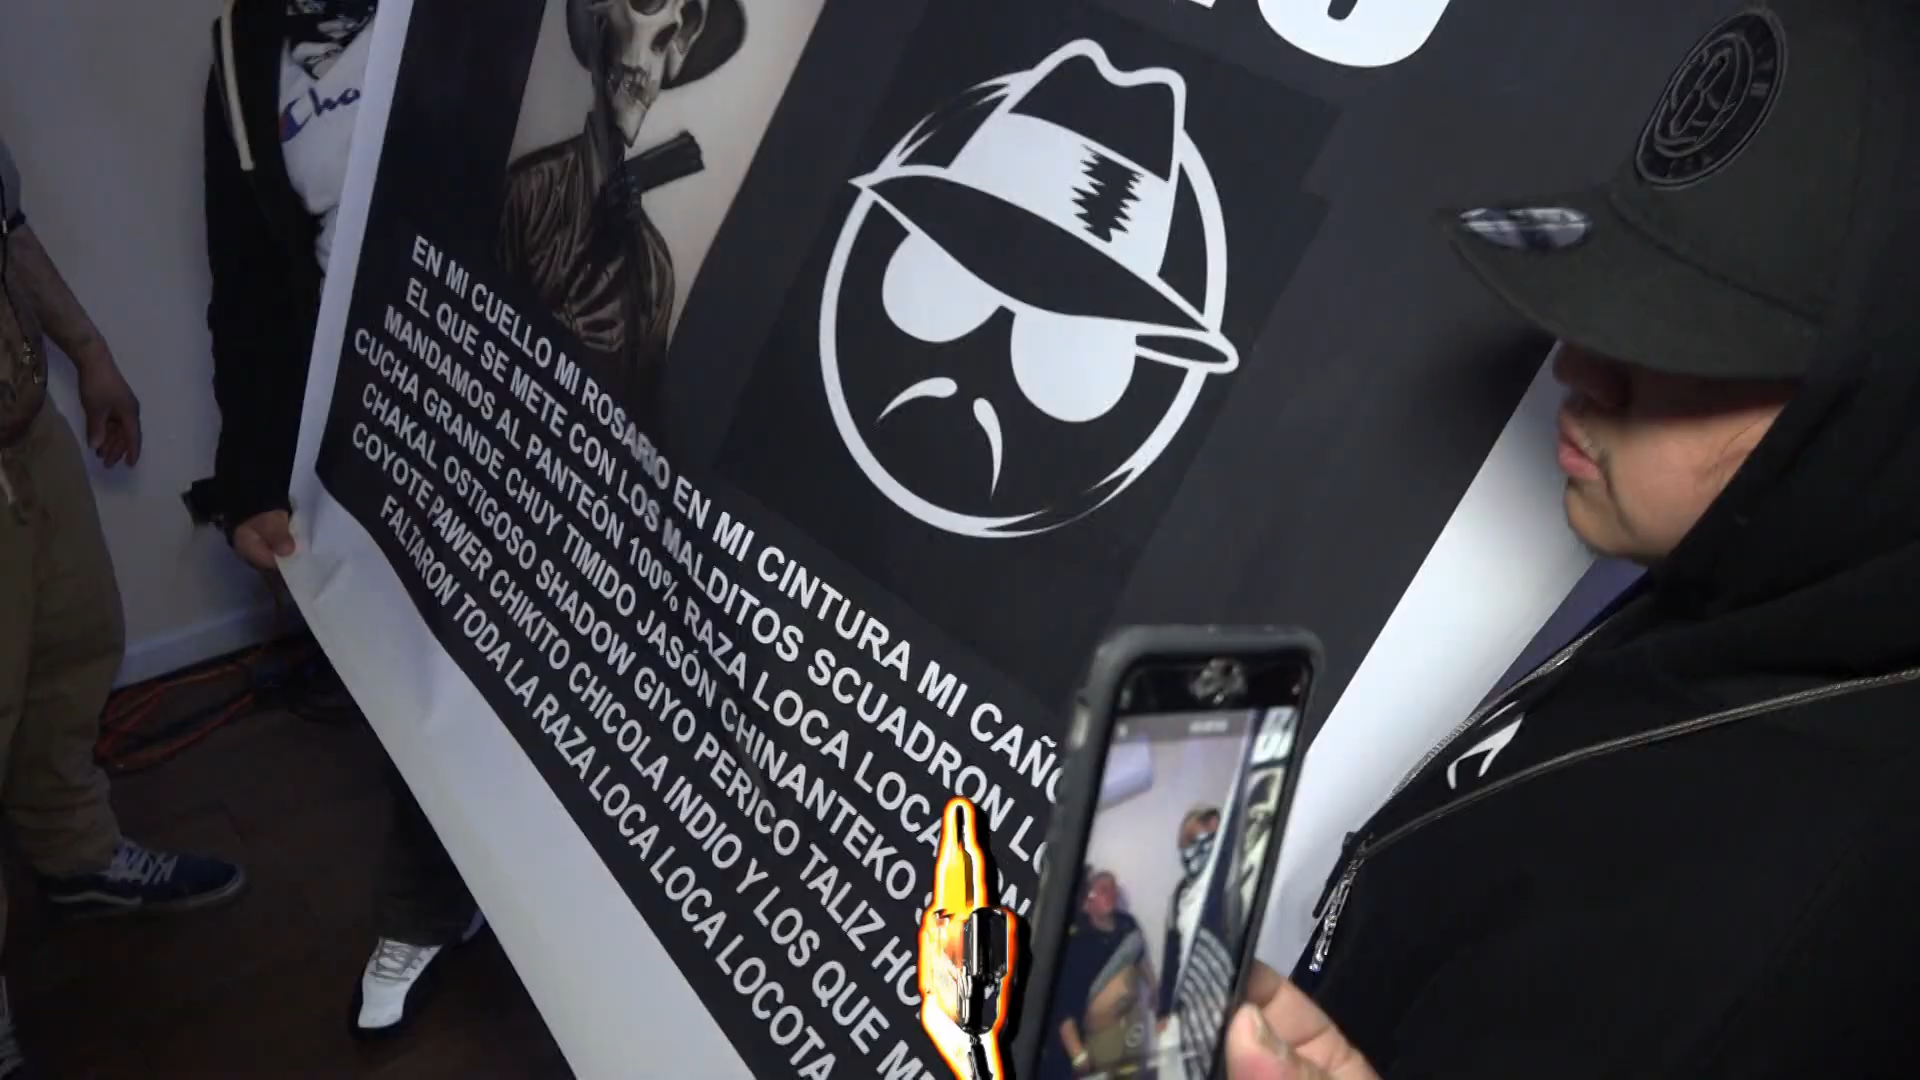 Cho
EN MI CUELLO MI ROSARIO EN MI CINTURA MI CAÑO
EL QUE SE METE CON LOS MALDITOS SCUADRON
MANDAMOS AL PANTEÓN 100% RAZA LOCA LOCA
CUCHA GRANDE CHUY TIMIDO JASÓN CHINANTEKO
CHAKAL OSTIGOSO SHADOW GIYO PERICO TALIZ
COYOTE PAWER CHIKITO CHICOLA INDIO Y LOS QUE
FALTARON TODA LA RAZA LOCA LOCA LOCOTA